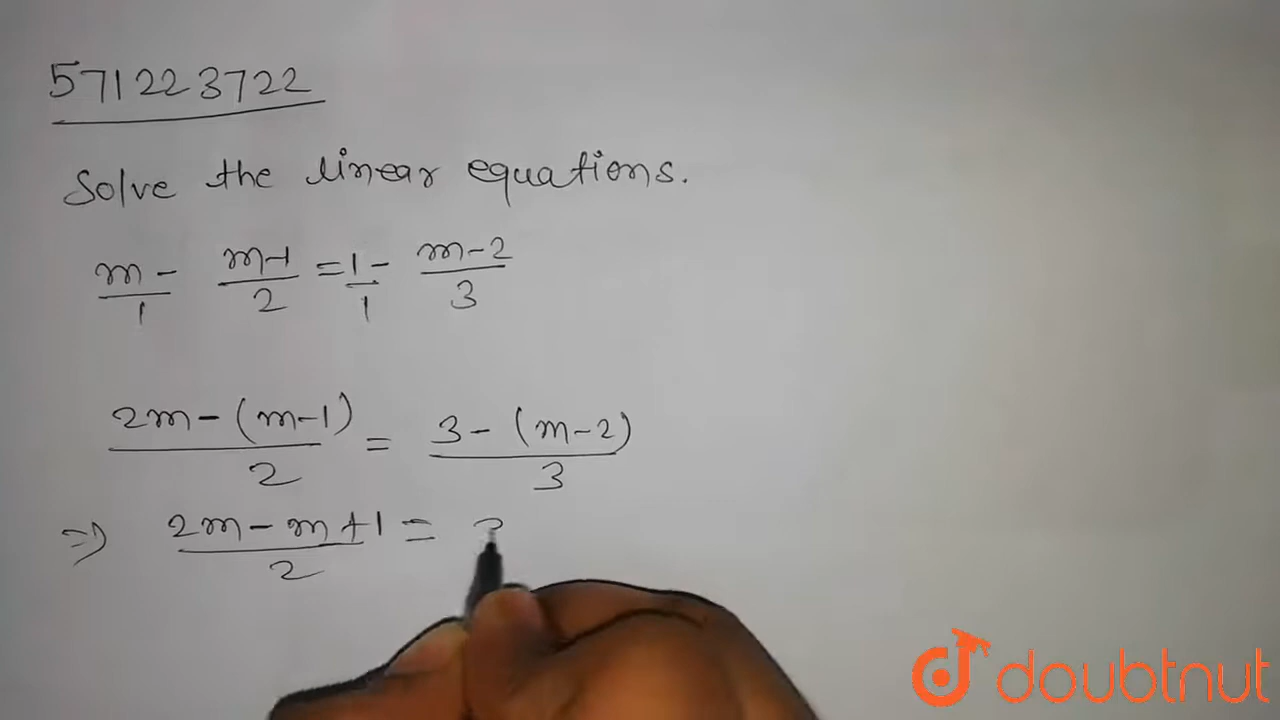 571223722
Solve the linear equations.
m/1 - m-1/2 = 1/1 - m-2/3
2m-(m-1)/2 = 3-(m-2)/3
⇒ 2m-m+1/2 =
doubtnut